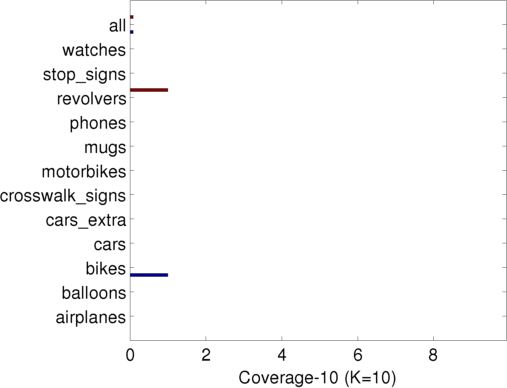 all
watches
stop_signs
revolvers
phones
mugs
motorbikes
crosswalk_signs
cars_extra
cars
bikes
balloons
airplanes
0 2 4 6 8
Coverage-10 (K=10)